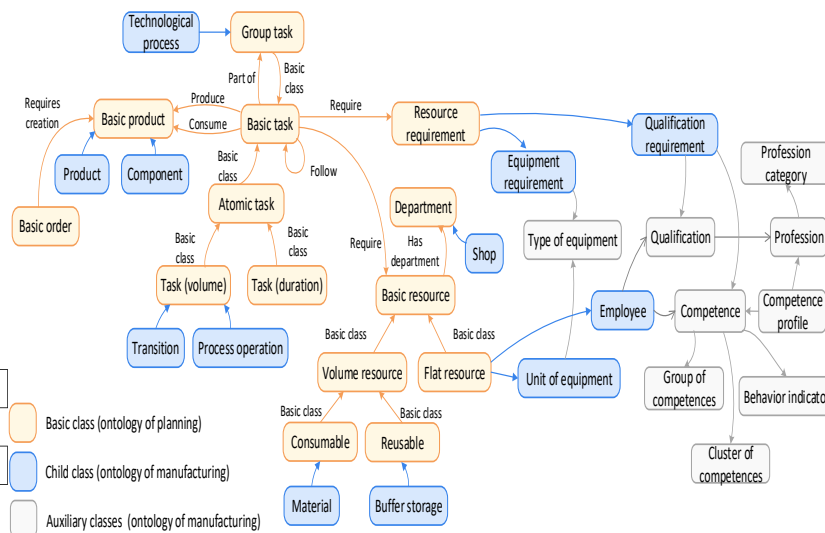 Technological
process
Group task
Part of
Basic
class
Requires
creation
Basic product
Produce
Consume
Basic task
Require
Resource
requirement
Qualification
requirement
Profession
category
Product
Component
Basic
class
Follow
Equipment
requirement
Basic order
Atomic task
Department
Type of equipment
Qualification
Profession
Basic
class
Basic
class
Require
Has
department
Shop
Task (volume)
Task (duration)
Basic resource
Employee
Competence
Competence
profile
Transition
Process operation
Basic class
Basic class
Volume resource
Flat resource
Unit of equipment
Group of
competences
Behavior indicato
Basic class
Basic class
Consumable
Reusable
Cluster of
competences
Material
Buffer storage
Basic class (ontology of planning)
Child class (ontology of manufacturing)
Auxiliary classes (ontology of manufacturing)